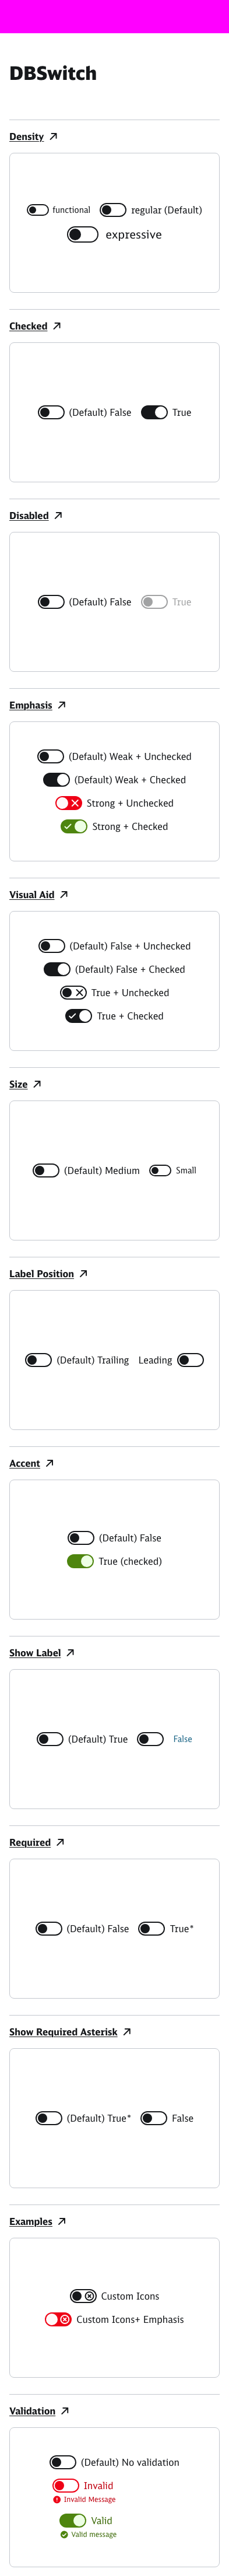 DBSwitch
Density
functional regular (Default)
expressive
Checked
(Default) False True
Disabled
(Default) False True
Emphasis
(Default) Weak + Unchecked
(Default) Weak + Checked
Strong + Unchecked
Strong + Checked
Visual Aid
(Default) False + Unchecked
(Default) False + Checked
True + Unchecked
True + Checked
Size
(Default) Medium Small
Label Position
(Default) Trailing Leading
Accent
(Default) False
True (checked)
Show Label
(Default) True False
Required
(Default) False True*
Show Required Asterisk
(Default) True* False
Examples
Custom Icons
Custom Icons+ Emphasis
Validation
(Default) No validation
Invalid
Invalid Message
Valid
Valid message